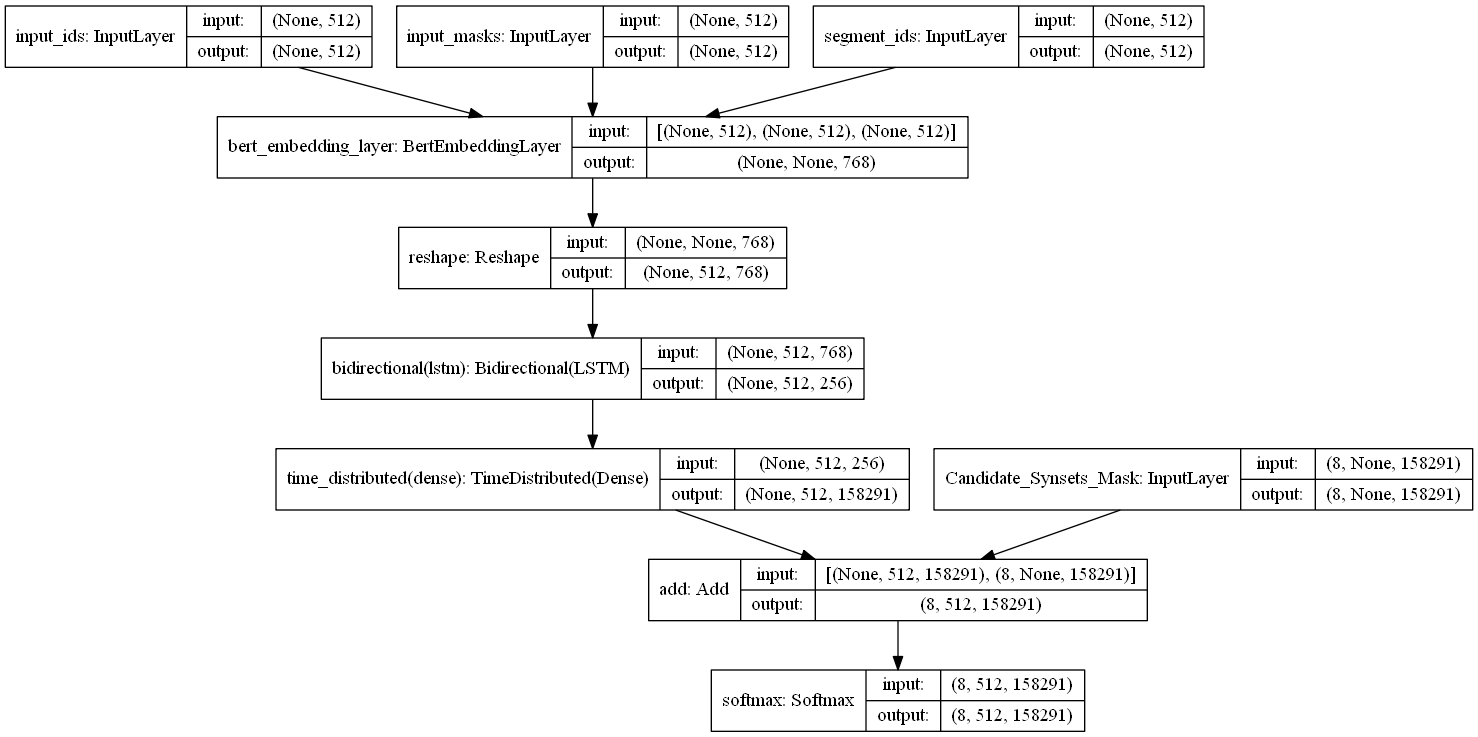 input_ids: InputLayer
input: (None, 512)
output: (None, 512)
input_masks: InputLayer
input: (None, 512)
output: (None, 512)
segment_ids: InputLayer
input: (None, 512)
output: (None, 512)
bert_embedding_layer: BertEmbeddingLayer
input: [(None, 512), (None, 512), (None, 512)]
output: (None, None, 768)
reshape: Reshape
input: (None, None, 768)
output: (None, 512, 768)
bidirectional(lstm): Bidirectional(LSTM)
input: (None, 512, 768)
output: (None, 512, 256)
time_distributed(dense): TimeDistributed(Dense)
input: (None, 512, 256)
output: (None, 512, 158291)
Candidate_Synsets_Mask: InputLayer
input: (8, None, 158291)
output: (8, None, 158291)
add: Add
input: [(None, 512, 158291), (8, None, 158291)]
output: (8, 512, 158291)
softmax: Softmax
input: (8, 512, 158291)
output: (8, 512, 158291)